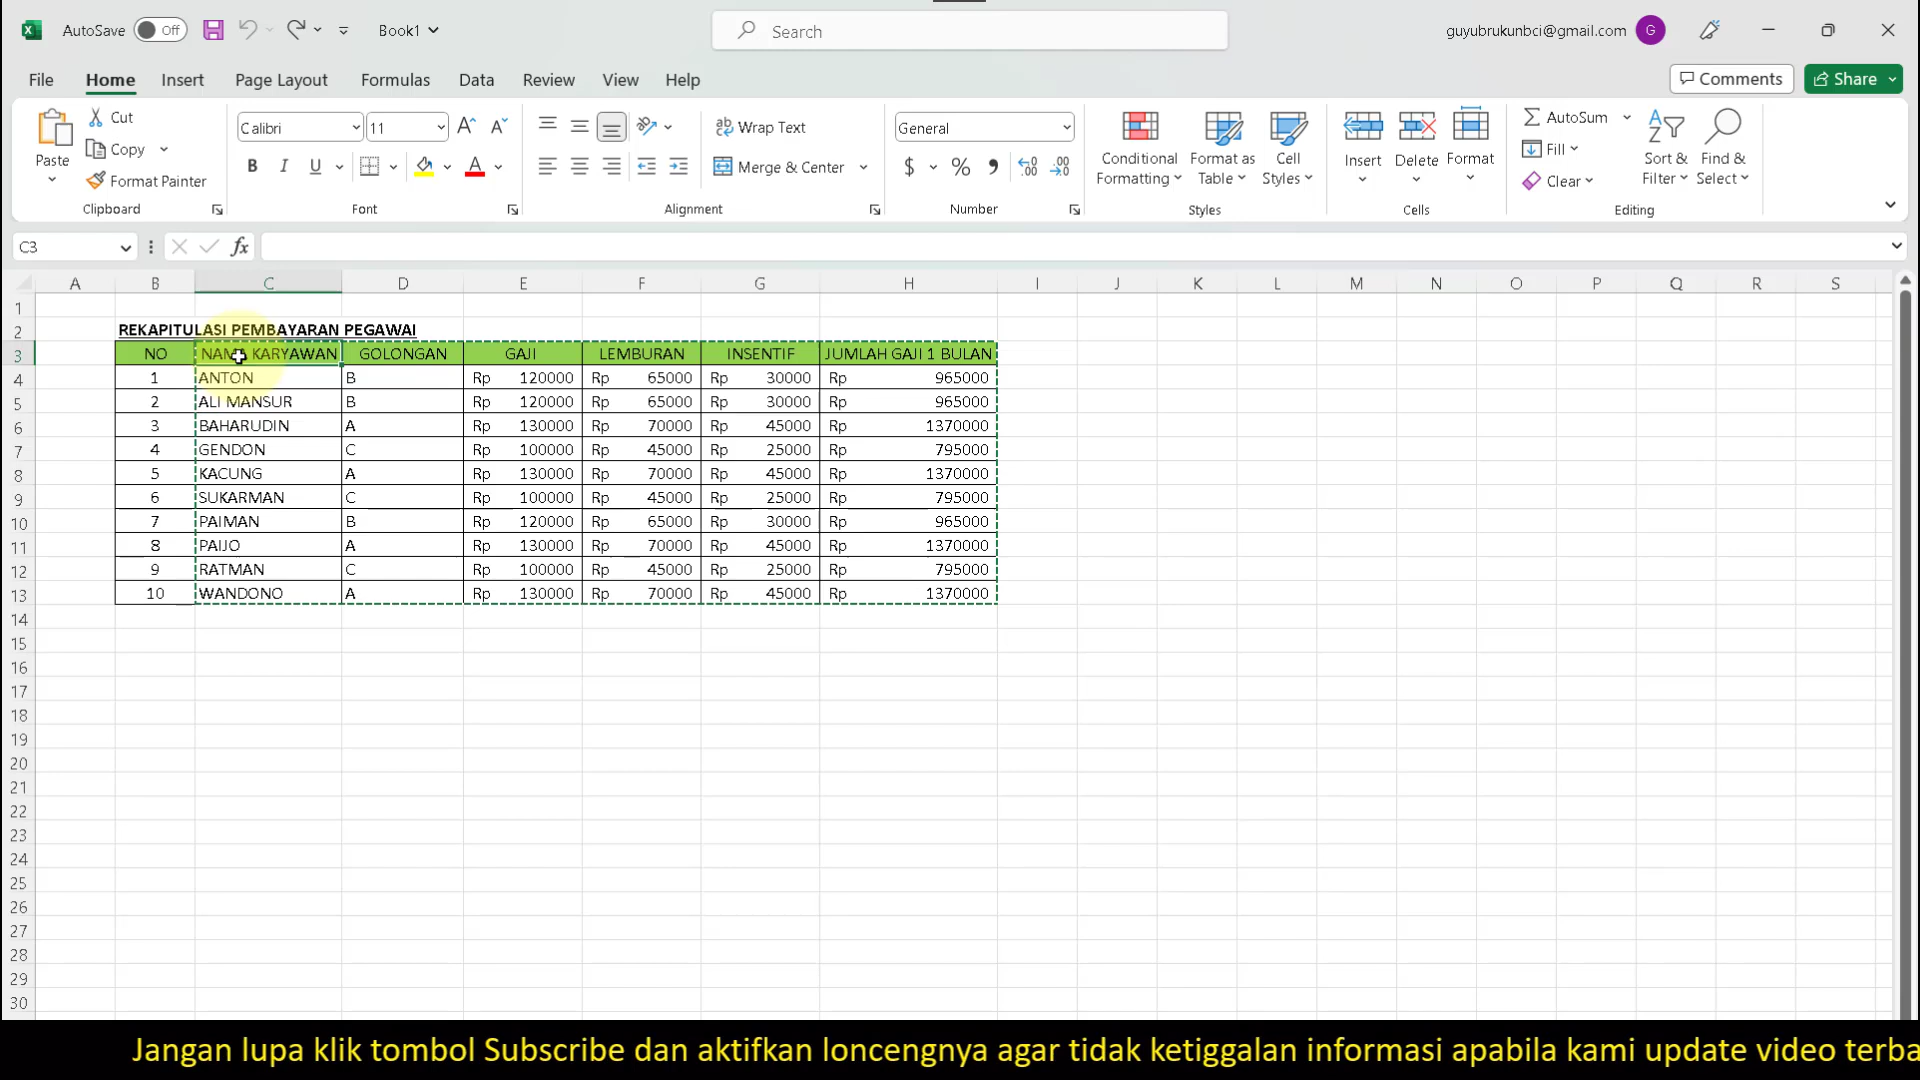 AutoSave Off Book1 Search guyubrukunbci@gmail.com G
File Home Insert Page Layout Formulas Data Review View Help Comments Share
Paste Cut Copy Format Painter Clipboard
Calibri 11 B I U A Font
Wrap Text Merge & Center Alignment
General $ % Number
Conditional Formatting Format as Table Cell Styles Styles
Insert Delete Format Cells
AutoSum Fill Clear Sort & Filter Find & Select Editing
C3 fx
A B C D E F G H I J K L M N O P Q R S
1
2 REKAPITULASI PEMBAYARAN PEGAWAI
3 NO KARYAWAN GOLONGAN GAJI LEMBURAN INSENTIF JUMLAH GAJI 1 BULAN
4 1 ANTON B Rp 120000 Rp 65000 Rp 30000 Rp 965000
5 2 ALI MANSUR B Rp 120000 Rp 65000 Rp 30000 Rp 965000
6 3 BAHARUDIN A Rp 130000 Rp 70000 Rp 45000 Rp 1370000
7 4 GENDON C Rp 100000 Rp 45000 Rp 25000 Rp 795000
8 5 KACUNG A Rp 130000 Rp 70000 Rp 45000 Rp 1370000
9 6 SUKARMAN C Rp 100000 Rp 45000 Rp 25000 Rp 795000
10 7 PAIMAN B Rp 120000 Rp 65000 Rp 30000 Rp 965000
11 8 PAIJO A Rp 130000 Rp 70000 Rp 45000 Rp 1370000
12 9 RATMAN C Rp 100000 Rp 45000 Rp 25000 Rp 795000
13 10 WANDONO A Rp 130000 Rp 70000 Rp 45000 Rp 1370000
14
15
16
17
18
19
20
21
22
23
24
25
26
27
28
29
30
Jangan lupa klik tombol Subscribe dan aktifkan loncengnya agar tidak ketiggalan informasi apabila kami update video terba